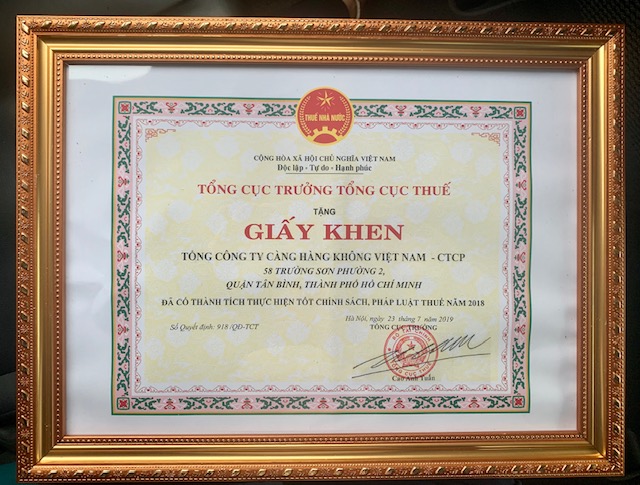 THUẾ NHÀ NƯỚC
CỘNG HÒA XÃ HỘI CHỦ NGHĨA VIỆT NAM
Độc lập - Tự do - Hạnh phúc
TỔNG CỤC TRƯỞNG TỔNG CỤC THUẾ
TẶNG
GIẤY KHEN
TỔNG CÔNG TY CẢNG HÀNG KHÔNG VIỆT NAM - CTCP
58 TRƯỜNG SƠN PHƯỜNG 2,
QUẬN TÂN BÌNH, THÀNH PHỐ HỒ CHÍ MINH
ĐÃ CÓ THÀNH TÍCH THỰC HIỆN TỐT CHÍNH SÁCH, PHÁP LUẬT THUẾ NĂM 2018
Hà Nội, ngày 23 tháng 7 năm 2019
Số Quyết định: 918 /QĐ-TCT
TỔNG CỤC TRƯỞNG
Cao Anh Tuấn